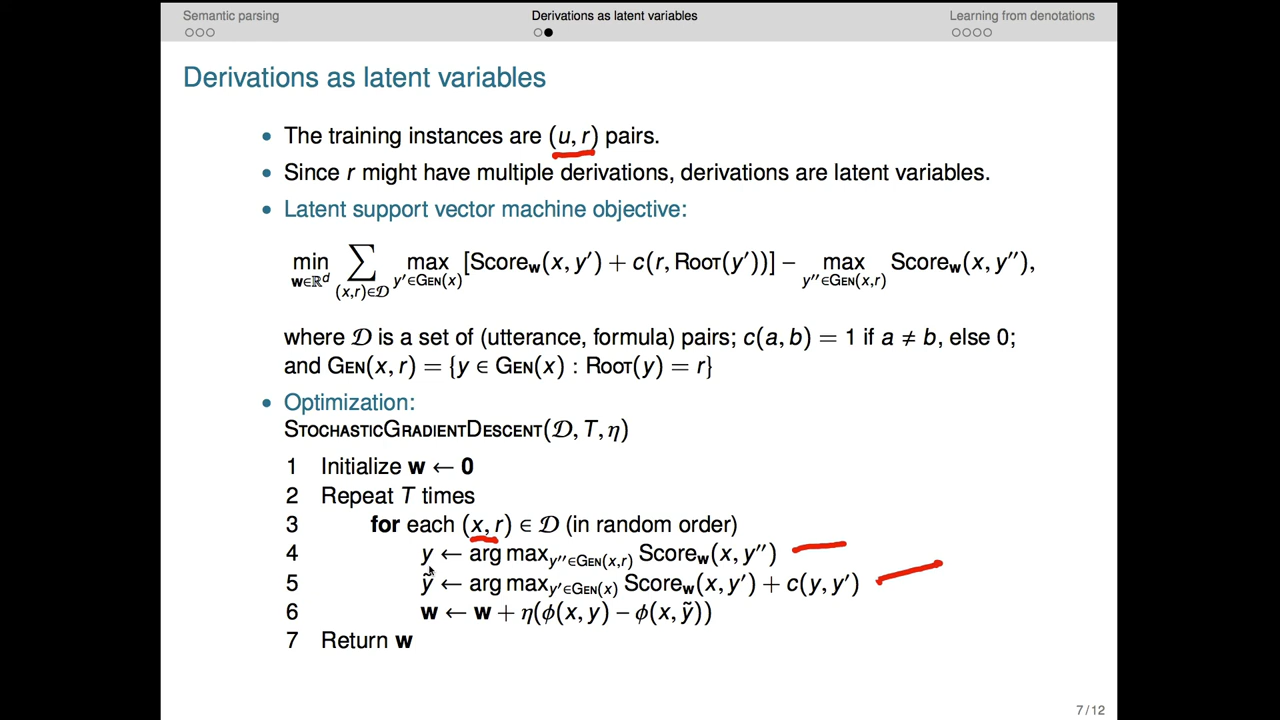 Semantic parsing
Derivations as latent variables
Learning from denotations
Derivations as latent variables
• The training instances are (u, r) pairs.
• Since r might have multiple derivations, derivations are latent variables.
• Latent support vector machine objective:
min_{w∈ℝ^d} ∑_{(x,r)∈𝒟} max_{y′∈GEN(x)} [Score_w(x, y′) + c(r, ROOT(y′))] − max_{y″∈GEN(x,r)} Score_w(x, y″),
where 𝒟 is a set of (utterance, formula) pairs; c(a, b) = 1 if a ≠ b, else 0;
and GEN(x, r) = {y ∈ GEN(x) : ROOT(y) = r}
• Optimization:
STOCHASTICGRADIENTDESCENT(𝒟, T, η)
1 Initialize w ← 0
2 Repeat T times
3 for each (x, r) ∈ 𝒟 (in random order)
4 y ← arg max_{y″∈GEN(x,r)} Score_w(x, y″)
5 ỹ ← arg max_{y′∈GEN(x)} Score_w(x, y′) + c(y, y′)
6 w ← w + η(ϕ(x, y) − ϕ(x, ỹ))
7 Return w
7 / 12